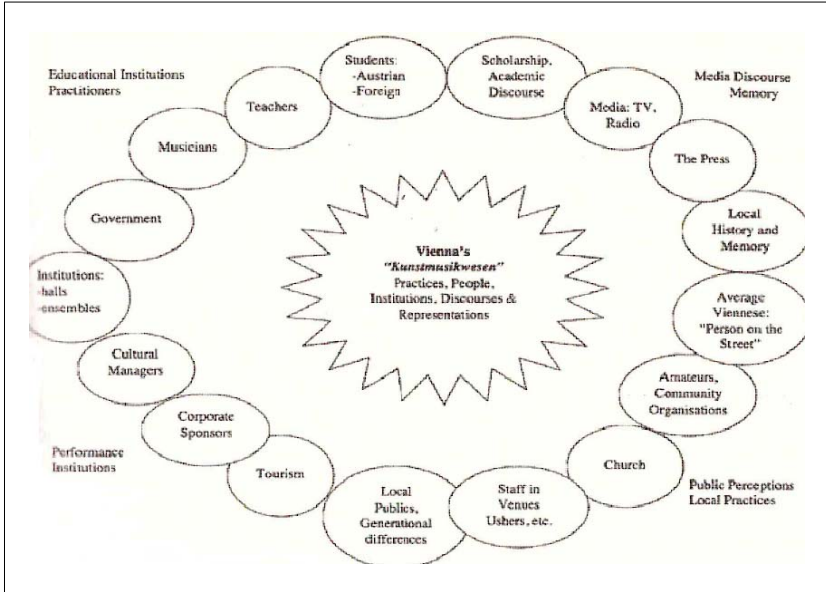 Educational Institutions
Practitioners
Media Discourse
Memory
Students:
-Austrian
-Foreign
Scholarship,
Academic
Discourse
Teachers
Media: TV,
Radio
Musicians
The Press
Government
Local
History and
Memory
Institutions:
-halls
-ensembles
Vienna's
"Kunstmusikwesen"
Practices, People,
Institutions, Discourses &
Representations
Average
Viennese:
"Person on the
Street"
Cultural
Managers
Amateurs,
Community
Organisations
Corporate
Sponsors
Church
Tourism
Local
Publics,
Generational
differences
Staff in
Venues
Ushers, etc.
Performance
Institutions
Public Perceptions
Local Practices